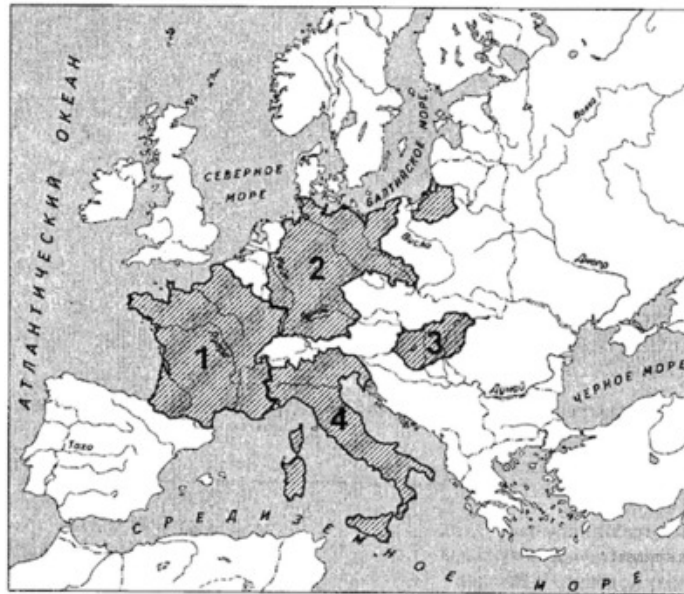 АТЛАНТИЧЕСКИЙ ОКЕАН
СЕВЕРНОЕ
МОРЕ
БАЛТИЙСКОЕ МОРЕ
Волга
Висла
Днепр
2
1
3
4
Дунай
ЧЕРНОЕ МОРЕ
Тахо
СРЕДИЗЕМНОЕ МОРЕ